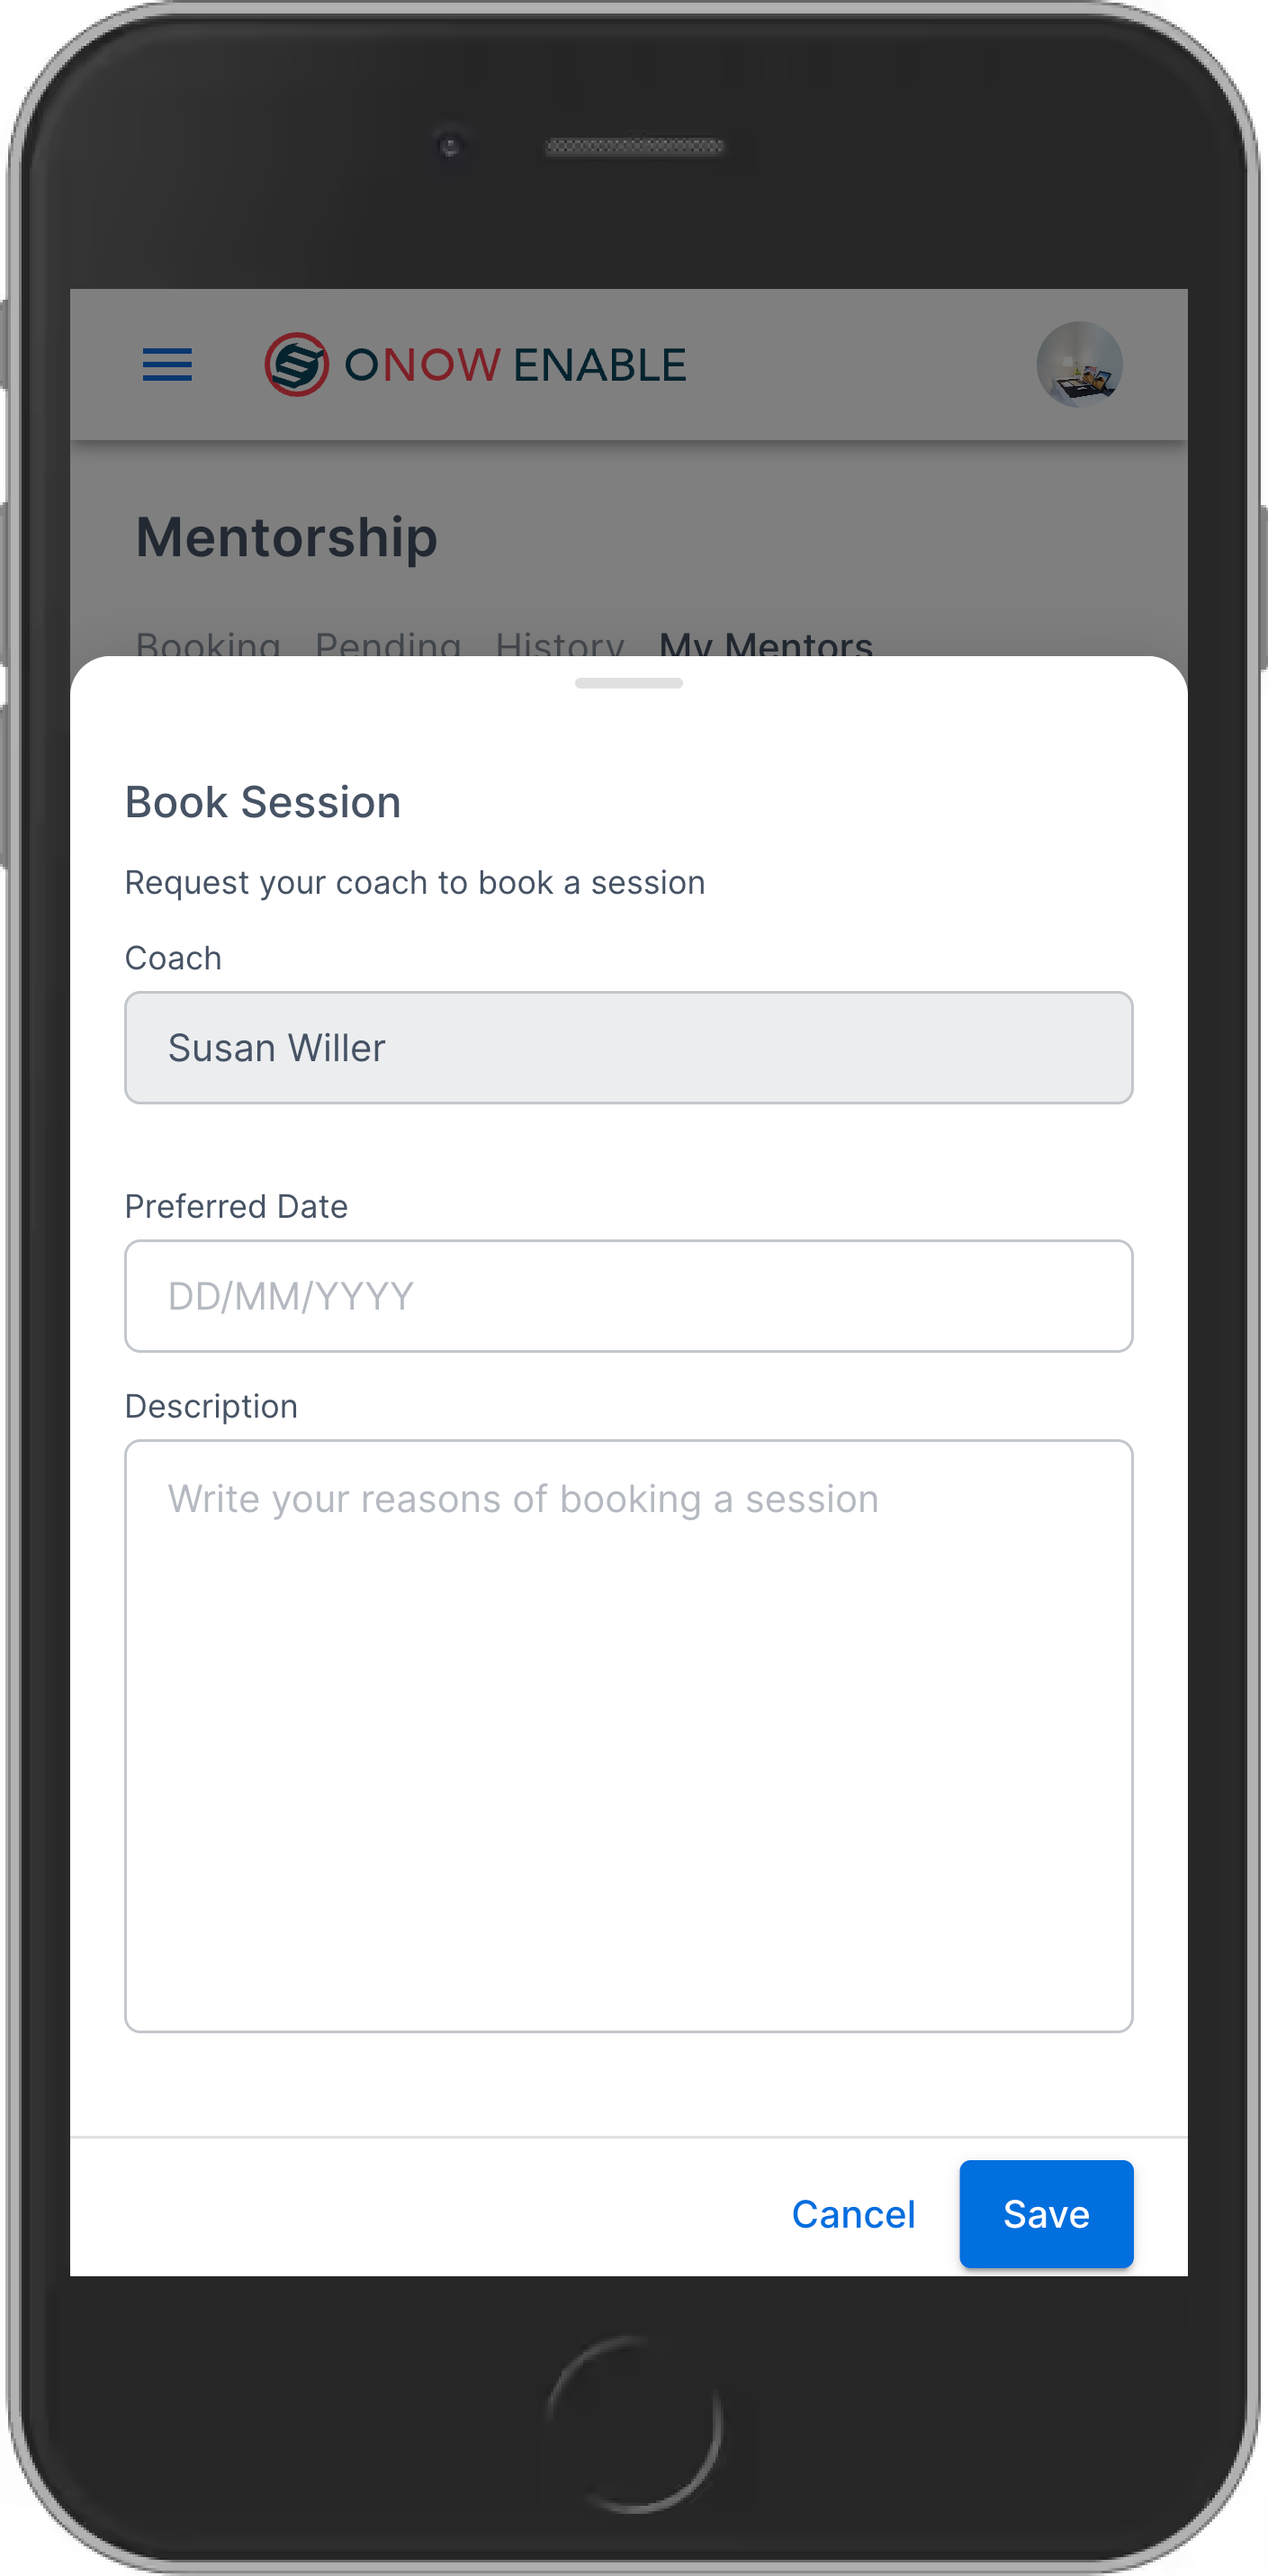 ONOW ENABLE
Mentorship
Booking Pending History My Mentors
Book Session
Request your coach to book a session
Coach
Susan Willer
Preferred Date
DD/MM/YYYY
Description
Write your reasons of booking a session
Cancel Save